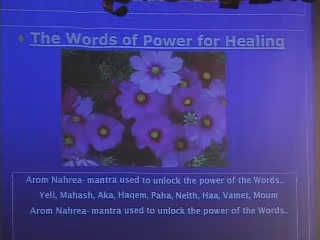 The Words of Power for Healing
Arom Nahrea- mantra used to unlock the power of the Words..
Yeli, Mahash, Aka, Haqem, Paha, Neith, Haa, Vamet, Moum
Arom Nahrea- mantra used to unlock the power of the Words..